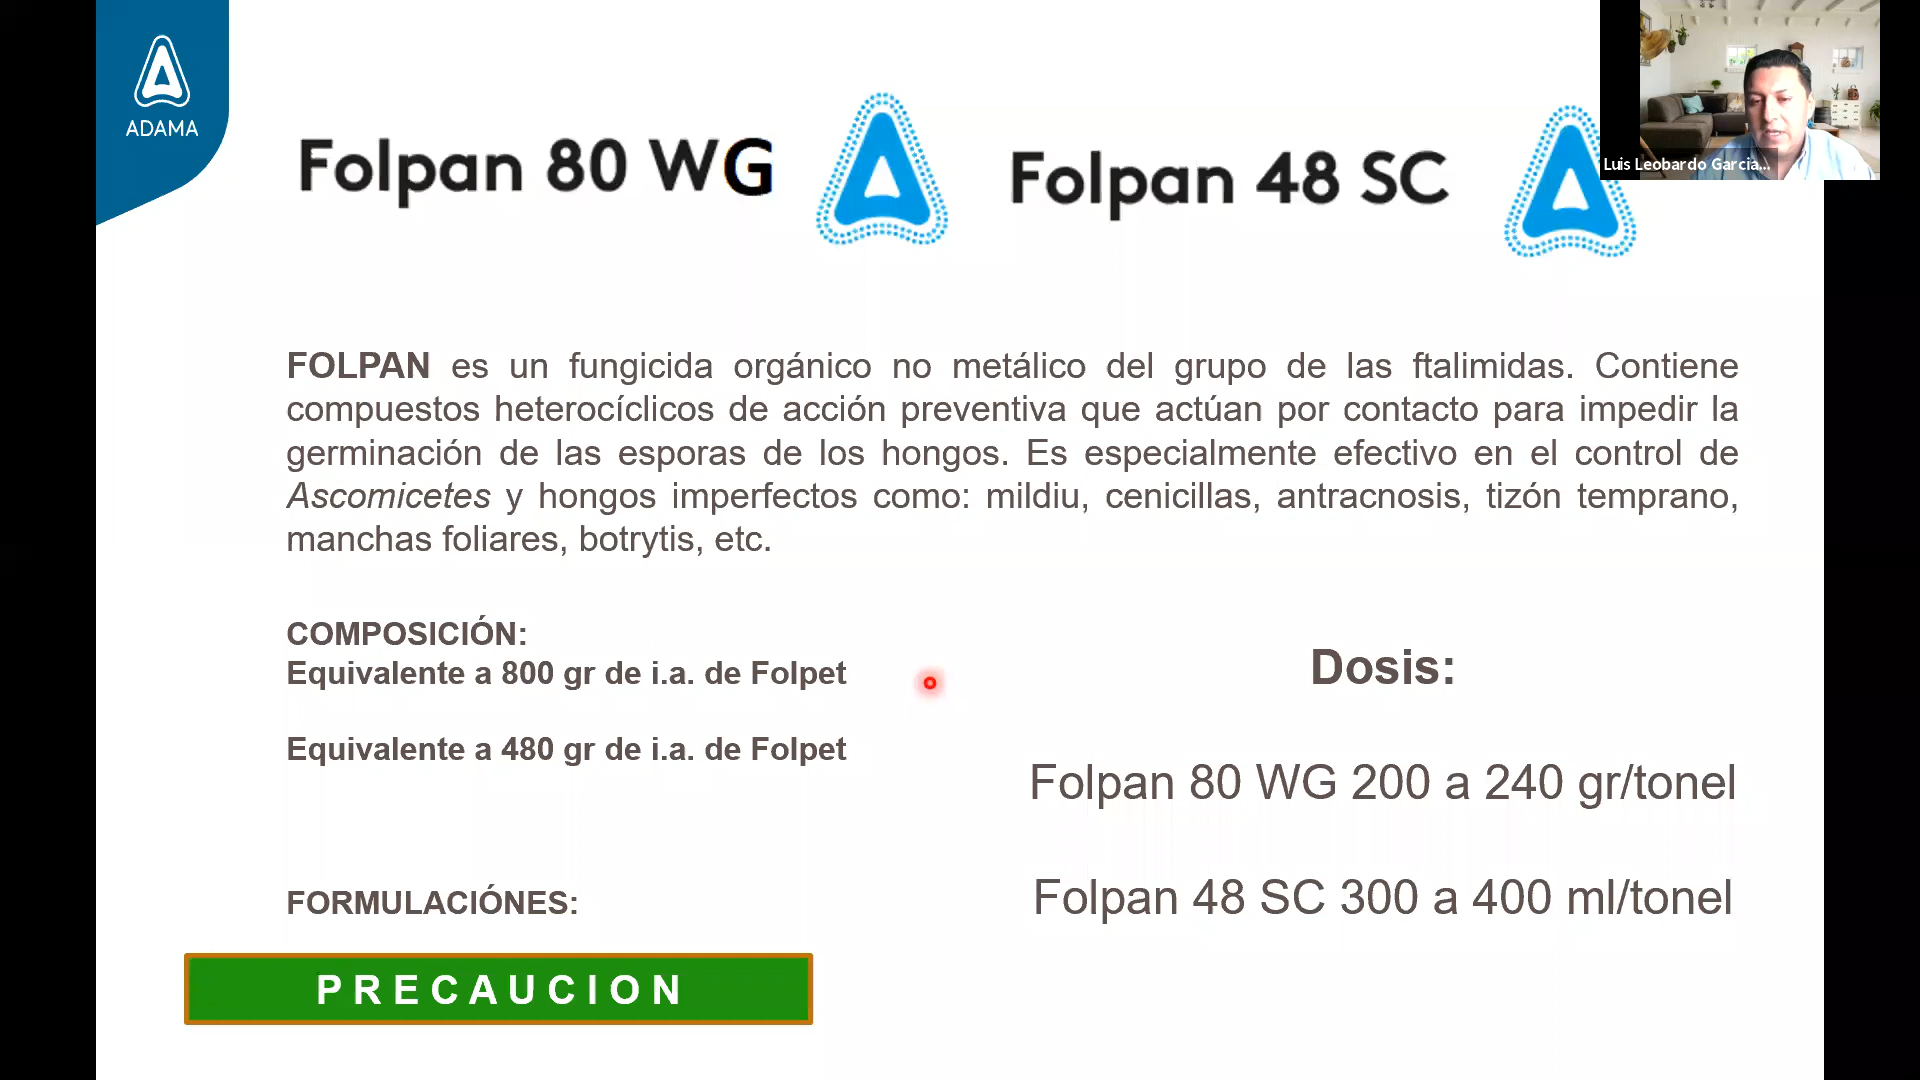 ADAMA
Folpan 80 WG
Folpan 48 SC
Luis Leobardo Garcia...
FOLPAN es un fungicida orgánico no metálico del grupo de las ftalimidas. Contiene
compuestos heterocíclicos de acción preventiva que actúan por contacto para impedir la
germinación de las esporas de los hongos. Es especialmente efectivo en el control de
Ascomicetes y hongos imperfectos como: mildiu, cenicillas, antracnosis, tizón temprano,
manchas foliares, botrytis, etc.
COMPOSICIÓN:
Equivalente a 800 gr de i.a. de Folpet
Equivalente a 480 gr de i.a. de Folpet
FORMULACIÓNES:
PRECAUCION
Dosis:
Folpan 80 WG 200 a 240 gr/tonel
Folpan 48 SC 300 a 400 ml/tonel